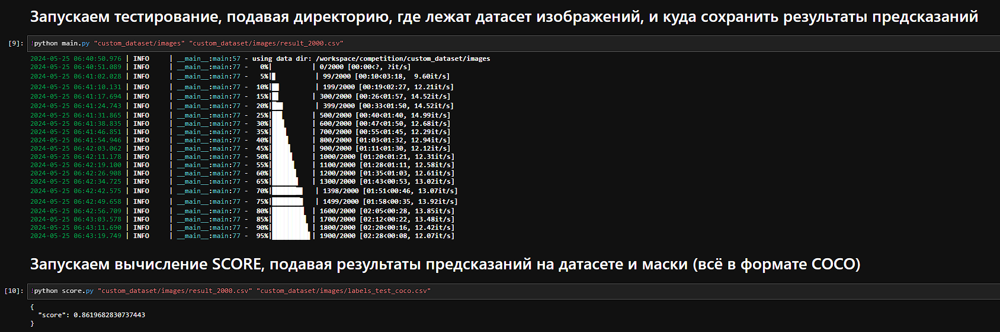 Запускаем тестирование, подавая директорию, где лежат датасет изображений, и куда сохранить результаты предсказаний
[9]: !python main.py "custom_dataset/images" "custom_dataset/images/result_2000.csv"
2024-05-25 06:40:50.976 | INFO     | __main__:main:57 - using data dir: /workspace/competition/custom_dataset/images
2024-05-25 06:40:51.089 | INFO     | __main__:main:77 -   0%|          | 0/2000 [00:00<?, ?it/s]
2024-05-25 06:41:02.028 | INFO     | __main__:main:77 -   5%|▍         | 99/2000 [00:10<03:18,  9.60it/s]
2024-05-25 06:41:10.131 | INFO     | __main__:main:77 -  10%|▉         | 199/2000 [00:19<02:27, 12.21it/s]
2024-05-25 06:41:17.694 | INFO     | __main__:main:77 -  15%|█▌        | 300/2000 [00:26<01:57, 14.52it/s]
2024-05-25 06:41:24.743 | INFO     | __main__:main:77 -  20%|█▉        | 399/2000 [00:33<01:50, 14.52it/s]
2024-05-25 06:41:31.865 | INFO     | __main__:main:77 -  25%|██▌       | 500/2000 [00:40<01:40, 14.99it/s]
2024-05-25 06:41:38.835 | INFO     | __main__:main:77 -  30%|███       | 600/2000 [00:47<01:50, 12.68it/s]
2024-05-25 06:41:46.851 | INFO     | __main__:main:77 -  35%|███▌      | 700/2000 [00:55<01:45, 12.29it/s]
2024-05-25 06:41:54.946 | INFO     | __main__:main:77 -  40%|████      | 800/2000 [01:03<01:32, 12.94it/s]
2024-05-25 06:42:03.062 | INFO     | __main__:main:77 -  45%|████▌     | 900/2000 [01:11<01:30, 12.12it/s]
2024-05-25 06:42:11.178 | INFO     | __main__:main:77 -  50%|█████     | 1000/2000 [01:20<01:21, 12.31it/s]
2024-05-25 06:42:19.100 | INFO     | __main__:main:77 -  55%|█████▌    | 1100/2000 [01:28<01:11, 12.58it/s]
2024-05-25 06:42:26.908 | INFO     | __main__:main:77 -  60%|██████    | 1200/2000 [01:35<01:03, 12.61it/s]
2024-05-25 06:42:34.725 | INFO     | __main__:main:77 -  65%|██████▌   | 1300/2000 [01:43<00:53, 13.02it/s]
2024-05-25 06:42:42.575 | INFO     | __main__:main:77 -  70%|██████▉   | 1398/2000 [01:51<00:46, 13.07it/s]
2024-05-25 06:42:49.658 | INFO     | __main__:main:77 -  75%|███████▍  | 1499/2000 [01:58<00:35, 13.92it/s]
2024-05-25 06:42:56.709 | INFO     | __main__:main:77 -  80%|████████  | 1600/2000 [02:05<00:28, 13.85it/s]
2024-05-25 06:43:03.578 | INFO     | __main__:main:77 -  85%|████████▌ | 1700/2000 [02:12<00:22, 13.48it/s]
2024-05-25 06:43:11.690 | INFO     | __main__:main:77 -  90%|█████████ | 1800/2000 [02:20<00:16, 12.42it/s]
2024-05-25 06:43:19.749 | INFO     | __main__:main:77 -  95%|█████████▌| 1900/2000 [02:28<00:08, 12.07it/s]
Запускаем вычисление SCORE, подавая результаты предсказаний на датасете и маски (всё в формате COCO)
[10]: !python score.py "custom_dataset/images/result_2000.csv" "custom_dataset/images/labels_test_coco.csv"
{
  "score": 0.8619682830737443
}